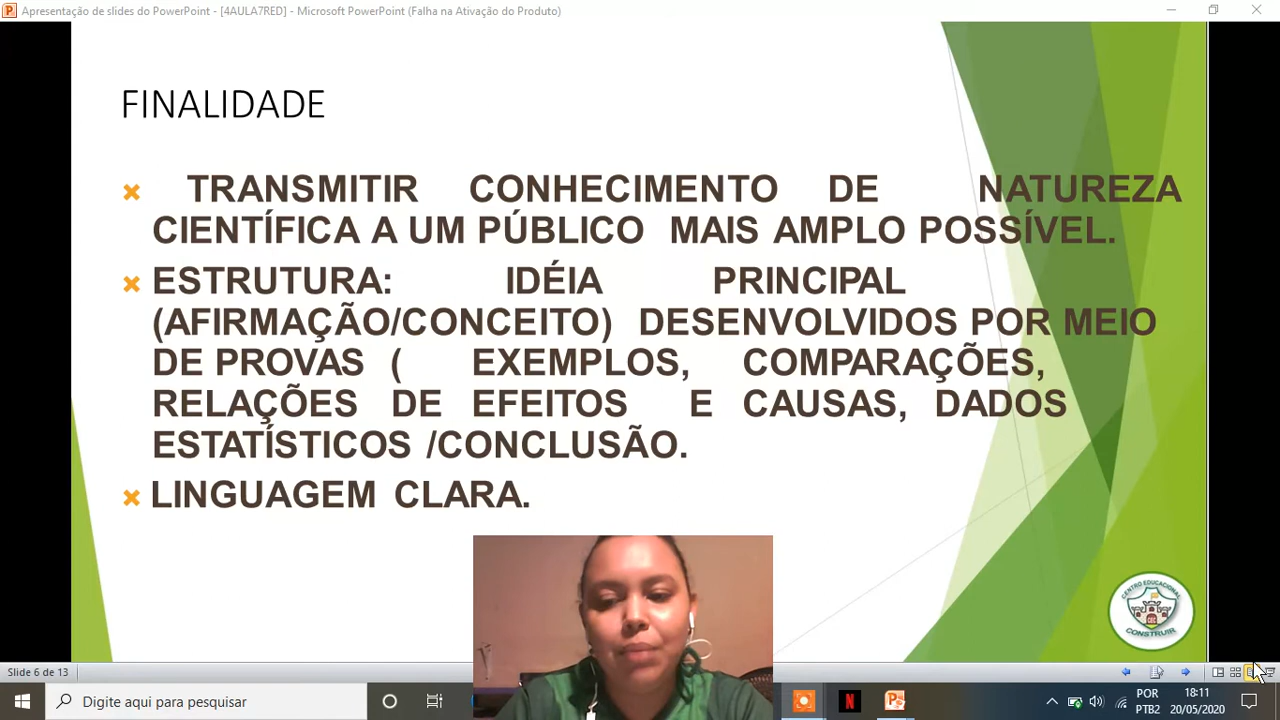 Apresentação de slides do PowerPoint - [4AULA7RED] - Microsoft PowerPoint (Falha na Ativação do Produto)
FINALIDADE
TRANSMITIR CONHECIMENTO DE NATUREZA
CIENTÍFICA A UM PÚBLICO MAIS AMPLO POSSÍVEL.
ESTRUTURA: IDÉIA PRINCIPAL
(AFIRMAÇÃO/CONCEITO) DESENVOLVIDOS POR MEIO
DE PROVAS ( EXEMPLOS, COMPARAÇÕES,
RELAÇÕES DE EFEITOS E CAUSAS, DADOS
ESTATÍSTICOS /CONCLUSÃO.
LINGUAGEM CLARA.
CENTRO EDUCACIONAL
CEC
CONSTRUIR
Slide 6 de 13
Digite aqui para pesquisar
POR
PTB2
18:11
20/05/2020